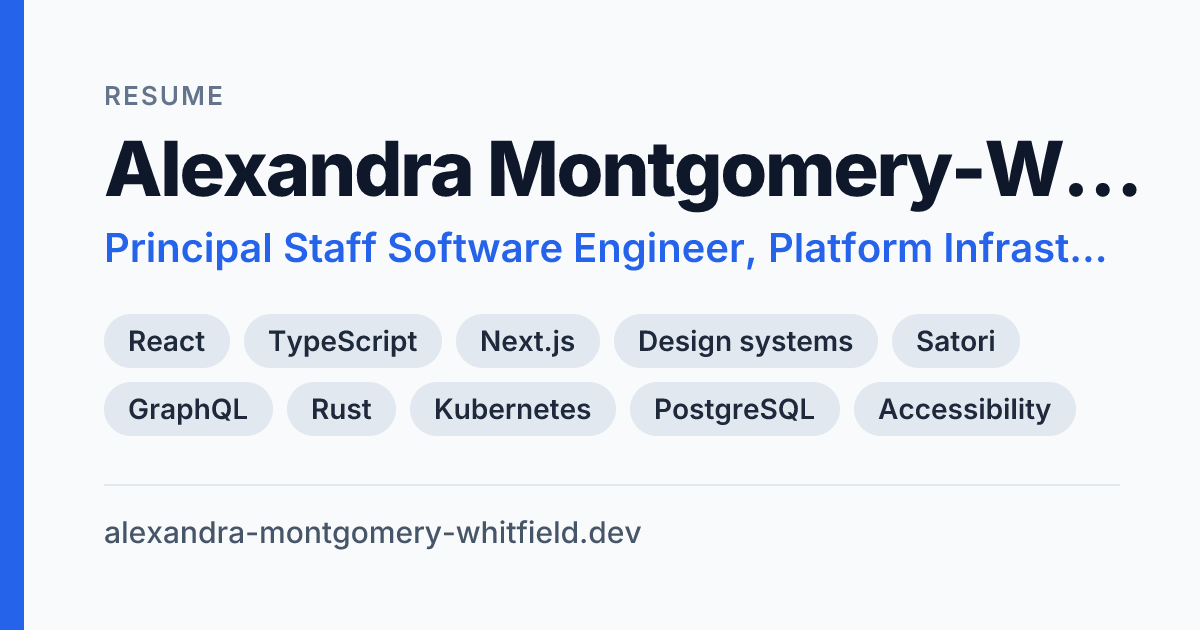 RESUME
Alexandra Montgomery-W...
Principal Staff Software Engineer, Platform Infrast...
React TypeScript Next.js Design systems Satori
GraphQL Rust Kubernetes PostgreSQL Accessibility
alexandra-montgomery-whitfield.dev